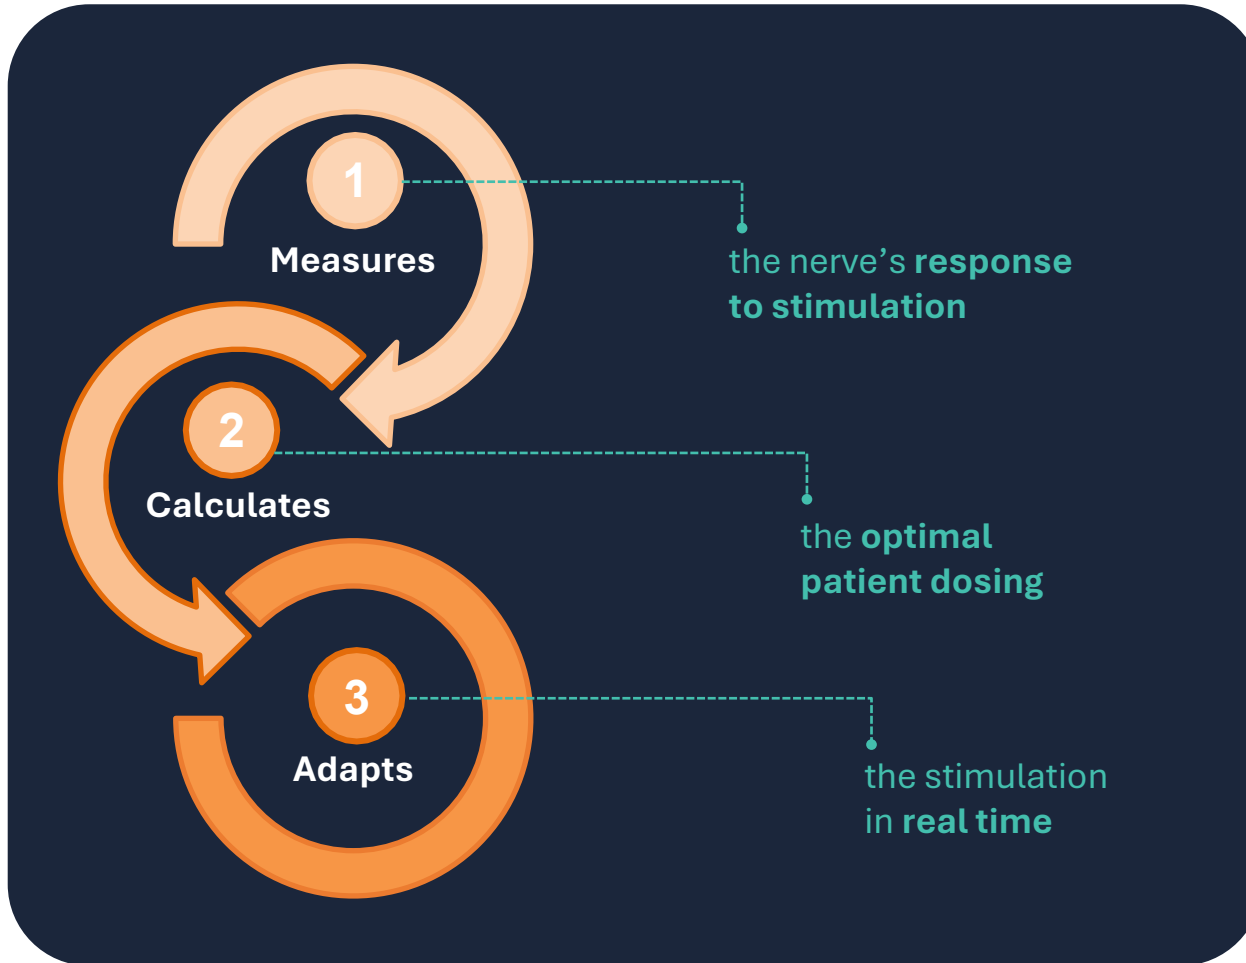 1
Measures
the nerve’s response
to stimulation
2
Calculates
the optimal
patient dosing
3
Adapts
the stimulation
in real time